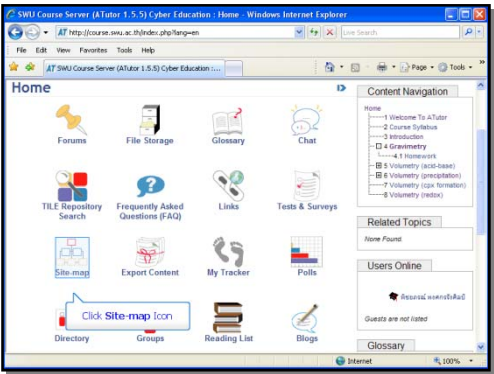 SWU Course Server (ATutor 1.5.5) Cyber Education : Home - Windows Internet Explorer
http://course.swu.ac.th/index.php?lang=en
Live Search
File Edit View Favorites Tools Help
SWU Course Server (ATutor 1.5.5) Cyber Education :...
Page
Tools
Home
Forums
File Storage
Glossary
Chat
TILE Repository Search
Frequently Asked Questions (FAQ)
Links
Tests & Surveys
Site-map
Export Content
My Tracker
Polls
Click Site-map Icon
Directory
Groups
Reading List
Blogs
Content Navigation
Home
1 Welcome To ATutor
2 Course Syllabus
3 Introduction
4 Gravimetry
4.1 Homework
5 Volumetry (acid-base)
6 Volumetry (precipitation)
7 Volumetry (cpx formation)
8 Volumetry (redox)
Related Topics
None Found.
Users Online
Guests are not listed
Glossary
Internet
100%